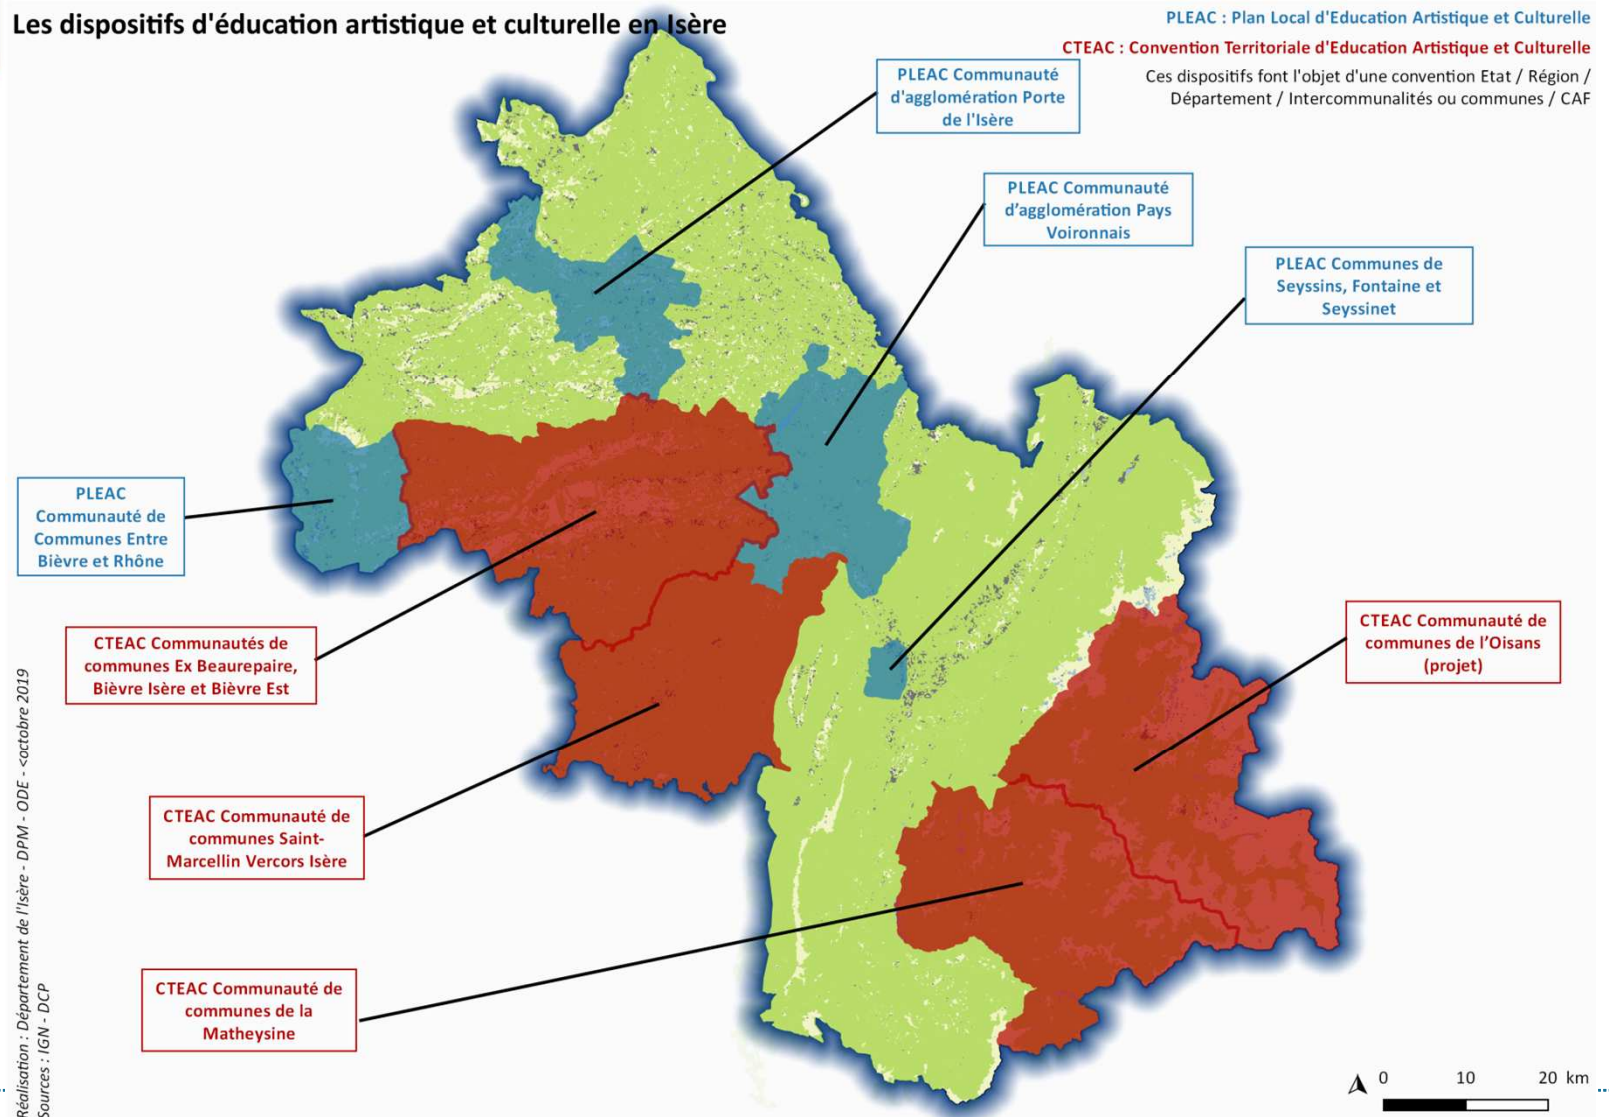 Les dispositifs d'éducation artistique et culturelle en Isère
PLEAC : Plan Local d'Education Artistique et Culturelle
CTEAC : Convention Territoriale d'Education Artistique et Culturelle
Ces dispositifs font l'objet d'une convention Etat / Région /
Département / Intercommunalités ou communes / CAF
PLEAC Communauté
d'agglomération Porte
de l'Isère
PLEAC Communauté
d’agglomération Pays
Voironnais
PLEAC Communes de
Seyssins, Fontaine et
Seyssinet
PLEAC
Communauté de
Communes Entre
Bièvre et Rhône
CTEAC Communautés de
communes Ex Beaurepaire,
Bièvre Isère et Bièvre Est
CTEAC Communauté de
communes de l’Oisans
(projet)
CTEAC Communauté de
communes Saint-
Marcellin Vercors Isère
CTEAC Communauté de
communes de la
Matheysine
Réalisation : Département de l'Isère - DPM - ODE - <octobre 2019
Sources : IGN - DCP
0 10 20 km